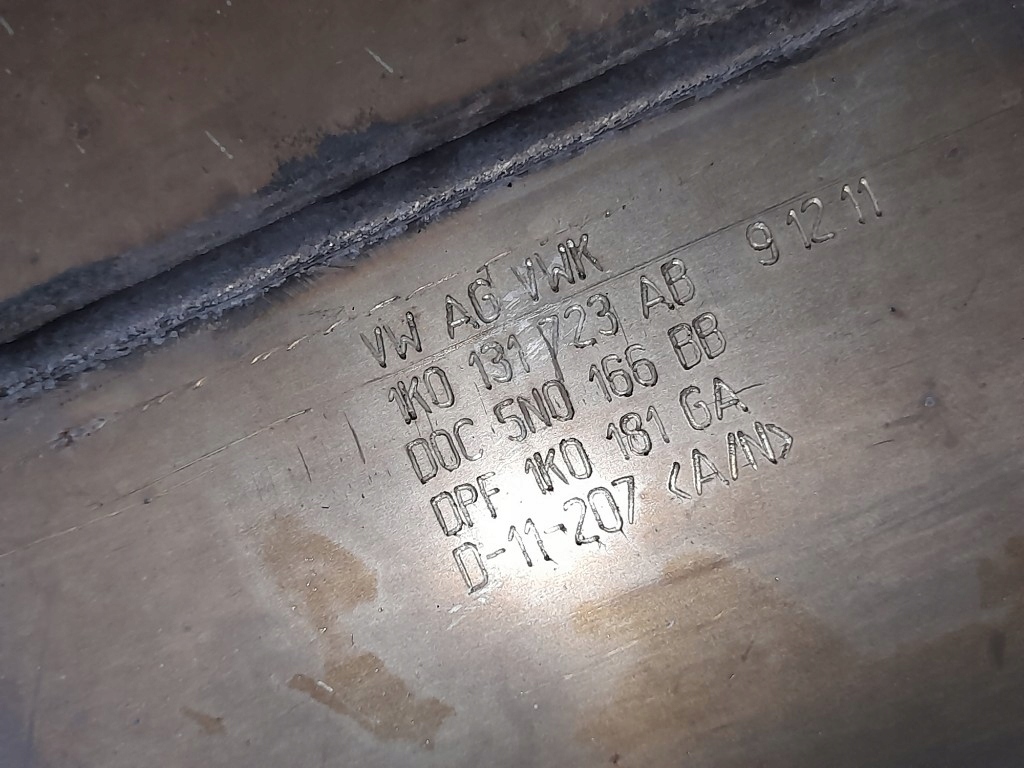 VW AG VWK 9 12 11
1K0 131 723 AB
DOC 5N0 166 BB
DPF 1K0 181 GA
D-11-207 <A/IN>